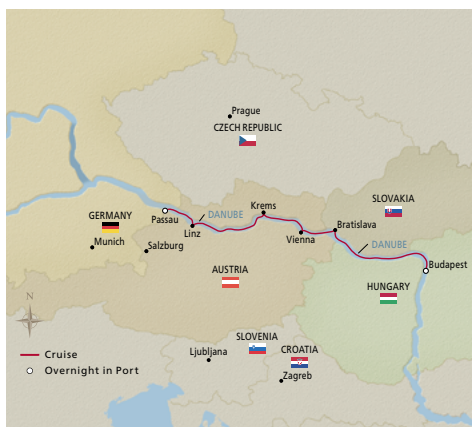 Prague
CZECH REPUBLIC
SLOVAKIA
Krems
GERMANY
Passau
DANUBE
Linz
Vienna
Bratislava
DANUBE
Munich
Salzburg
Budapest
AUSTRIA
HUNGARY
N
SLOVENIA
Ljubljana
CROATIA
Zagreb
Cruise
Overnight in Port